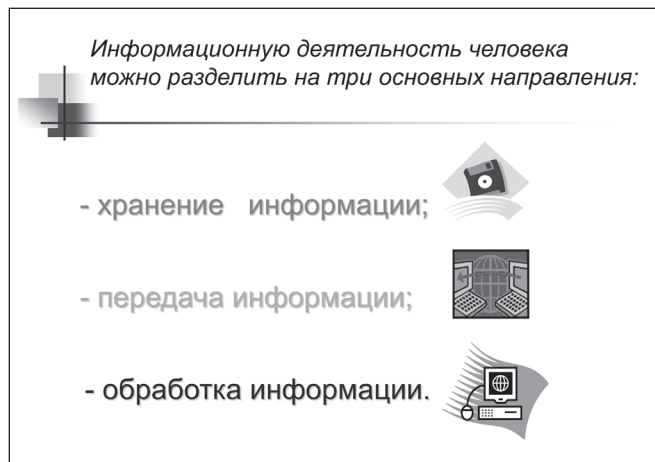 Информационную деятельность человека
можно разделить на три основных направления:
- хранение информации;
- передача информации;
- обработка информации.